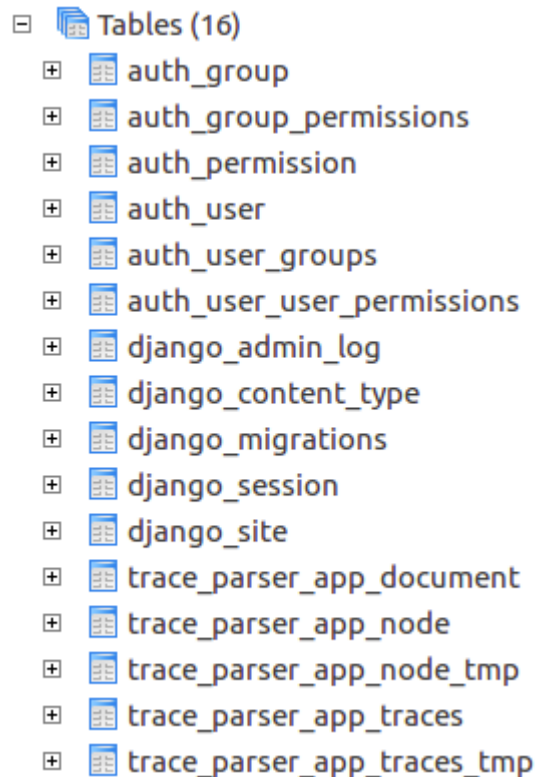 Tables (16)
auth_group
auth_group_permissions
auth_permission
auth_user
auth_user_groups
auth_user_user_permissions
django_admin_log
django_content_type
django_migrations
django_session
django_site
trace_parser_app_document
trace_parser_app_node
trace_parser_app_node_tmp
trace_parser_app_traces
trace_parser_app_traces_tmp